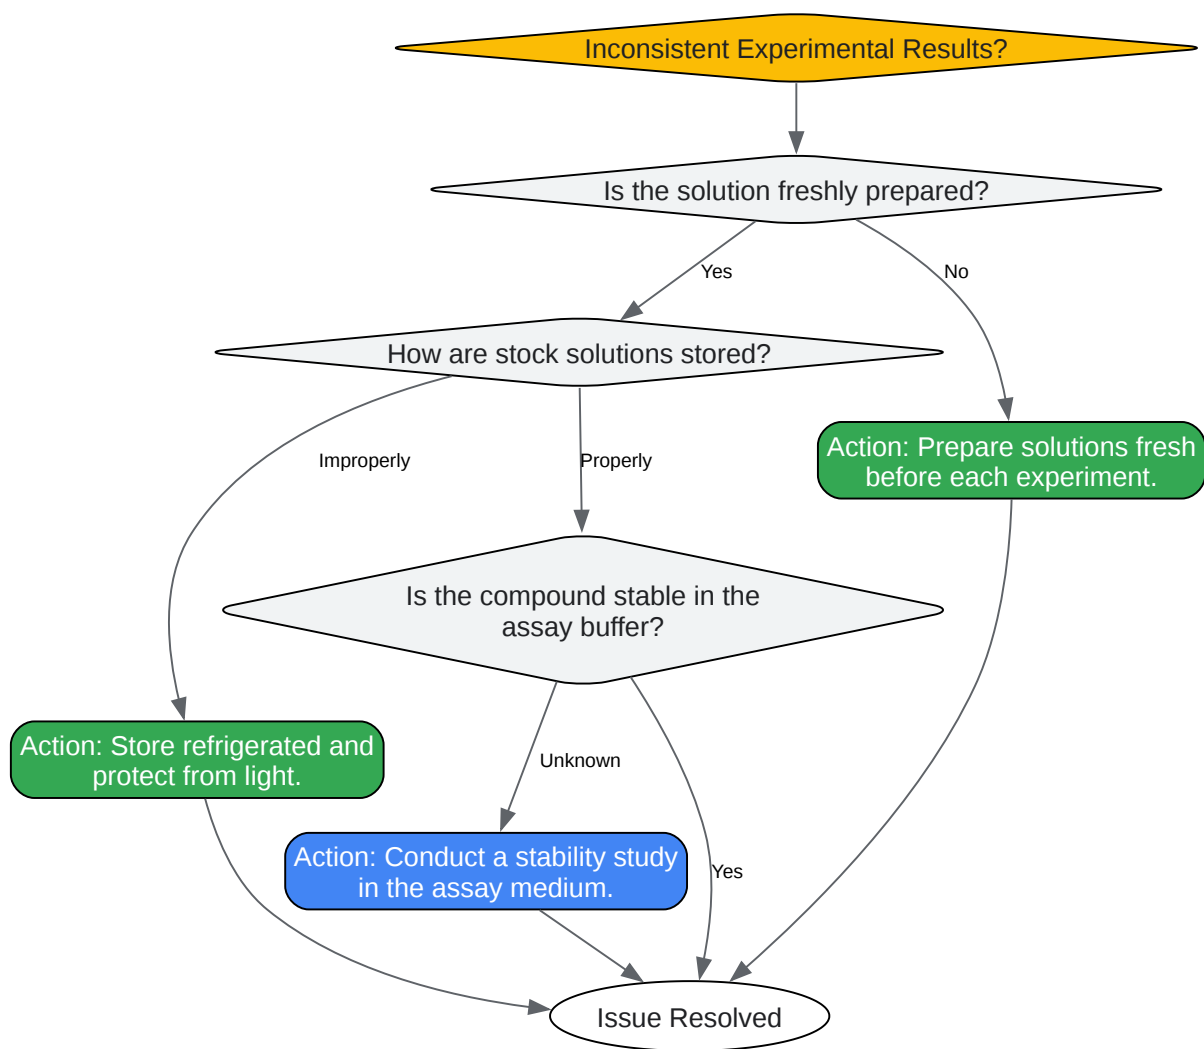 Inconsistent Experimental Results?
Is the solution freshly prepared?
Yes
No
How are stock solutions stored?
Action: Prepare solutions fresh
before each experiment.
Improperly
Properly
Is the compound stable in the
assay buffer?
Action: Store refrigerated and
protect from light.
Unknown
Action: Conduct a stability study
in the assay medium.
Yes
Issue Resolved